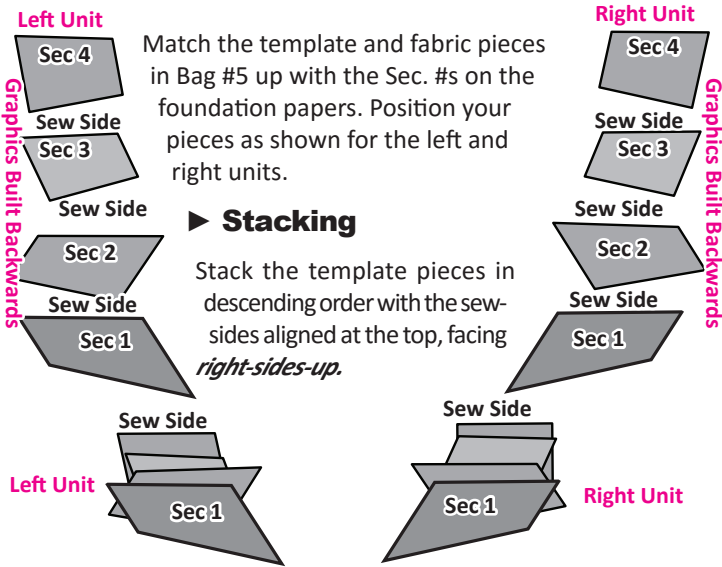 Left Unit
Sec 4
Sew Side
Sec 3
Sew Side
Sec 2
Sew Side
Sec 1
Graphics Built Backwards
Match the template and fabric pieces
in Bag #5 up with the Sec. #s on the
foundation papers. Position your
pieces as shown for the left and
right units.
► Stacking
Stack the template pieces in
descending order with the sew-
sides aligned at the top, facing
right-sides-up.
Right Unit
Sec 4
Sew Side
Sec 3
Sew Side
Sec 2
Sew Side
Sec 1
Graphics Built Backwards
Sew Side
Left Unit
Sec 1
Sew Side
Sec 1
Right Unit